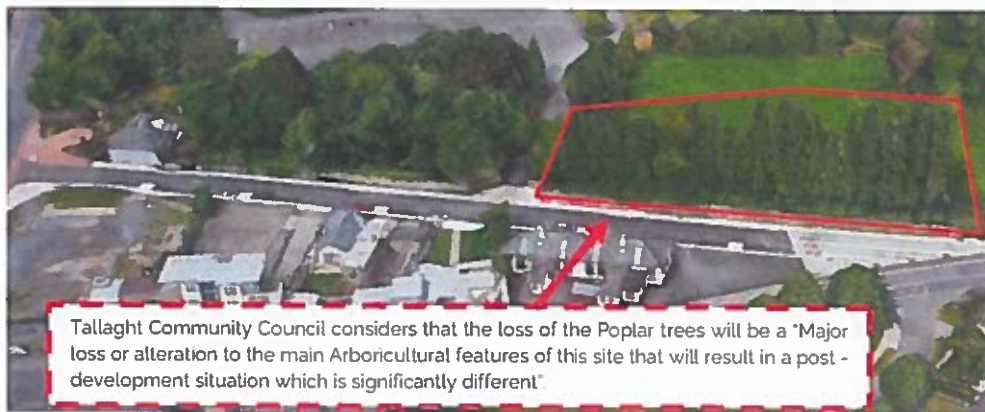 Tallaght Community Council considers that the loss of the Poplar trees will be a "Major
loss or alteration to the main Arboricultural features of this site that will result in a post -
development situation which is significantly different".